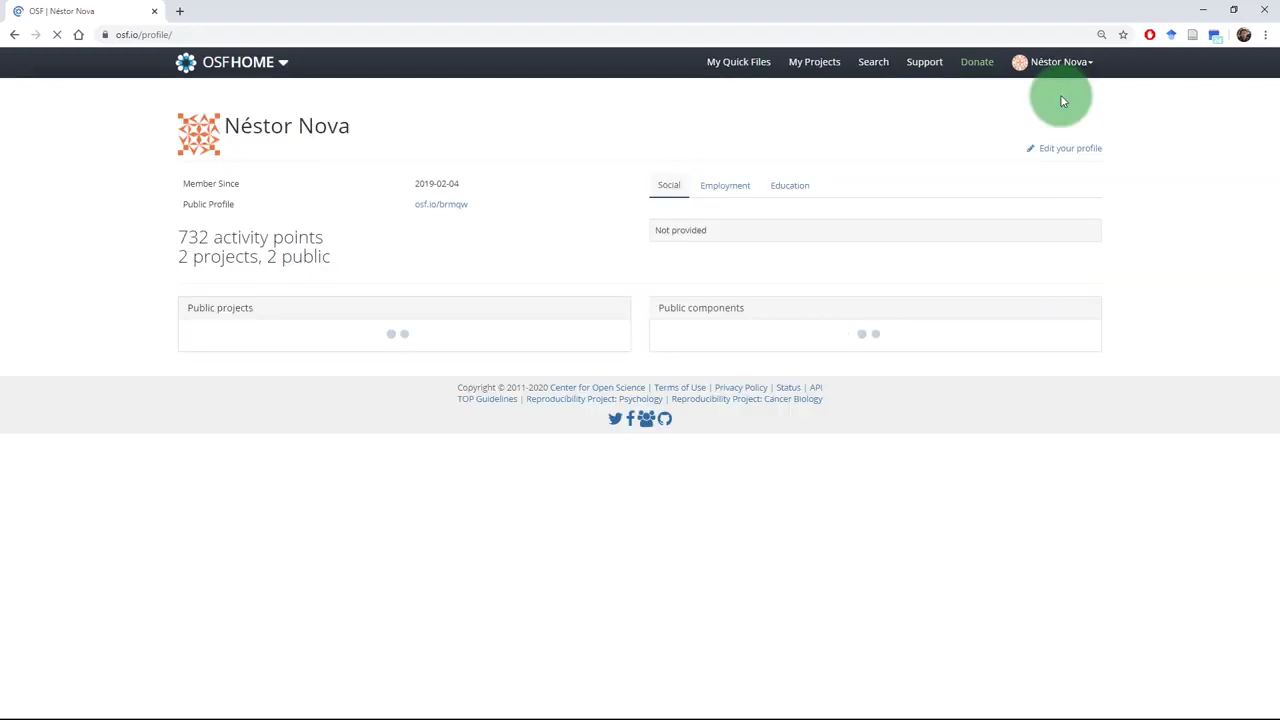 OSF | Néstor Nova
osf.io/profile/
OSFHOME
My Quick Files
My Projects
Search
Support
Donate
Néstor Nova
Néstor Nova
Edit your profile
Member Since 2019-02-04
Public Profile osf.io/brmqw
732 activity points
2 projects, 2 public
Social Employment Education
Not provided
Public projects
Public components
Copyright © 2011-2020 Center for Open Science | Terms of Use | Privacy Policy | Status | API
TOP Guidelines | Reproducibility Project: Psychology | Reproducibility Project: Cancer Biology